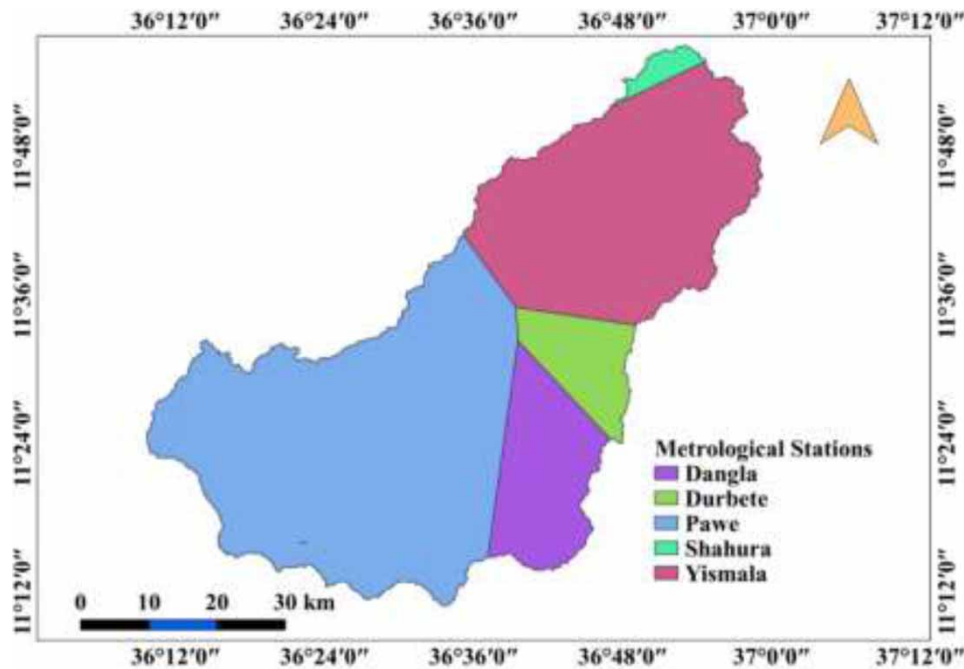 36°12′0″ 36°24′0″ 36°36′0″ 36°48′0″ 37°0′0″ 37°12′0″
11°48′0″ 11°48′0″
11°36′0″ 11°36′0″
11°24′0″ 11°24′0″
11°12′0″ 11°12′0″
Metrological Stations
Dangla
Durbete
Pawe
Shahura
Yismala
0 10 20 30 km
36°12′0″ 36°24′0″ 36°36′0″ 36°48′0″ 37°0′0″ 37°12′0″